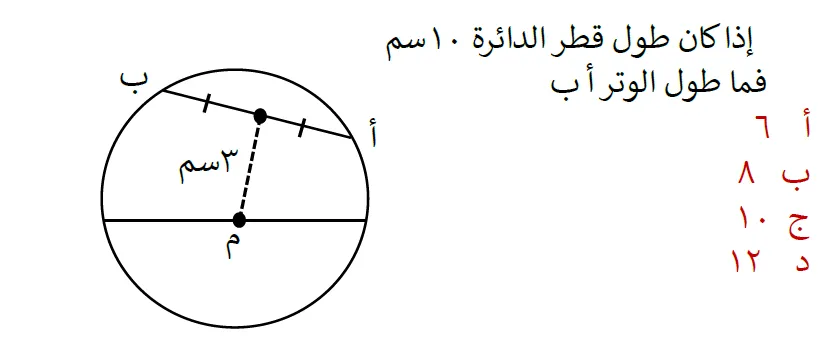 إذا كان طول قطر الدائرة ١٠سم
فما طول الوتر أ ب
أ ٦
ب ٨
ج ١٠
د ١٢
ب
أ
٣سم
م